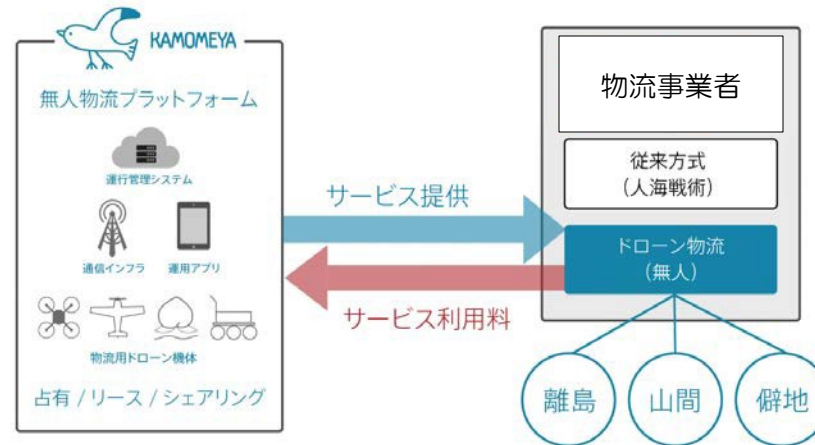 KAMOMEYA
無人物流プラットフォーム
運行管理システム
通信インフラ
運用アプリ
物流用ドローン機体
占有 / リース / シェアリング
サービス提供
サービス利用料
物流事業者
従来方式
(人海戦術)
ドローン物流
(無人)
離島
山間
僻地